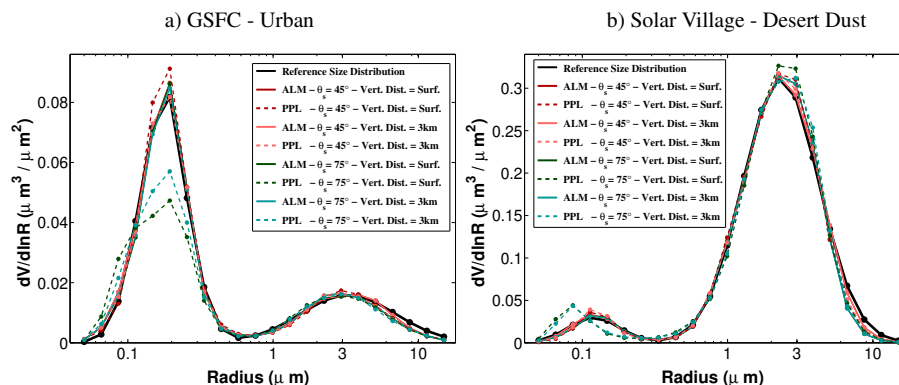 a) GSFC - Urban
b) Solar Village - Desert Dust
dV/dlnR (μ m³ / μ m²)
0.08
0.06
0.04
0.02
0
0.1
1
3
10
Radius (μ m)
Reference Size Distribution
ALM − θs = 45° − Vert. Dist. = Surf.
PPL − θs = 45° − Vert. Dist. = Surf.
ALM − θs = 45° − Vert. Dist. = 3km
PPL − θs = 45° − Vert. Dist. = 3km
ALM − θs = 75° − Vert. Dist. = Surf.
PPL − θs = 75° − Vert. Dist. = Surf.
ALM − θs = 75° − Vert. Dist. = 3km
PPL − θs = 75° − Vert. Dist. = 3km
dV/dlnR (μ m³ / μ m²)
0.3
0.25
0.2
0.15
0.1
0.05
0
0.1
1
3
10
Radius (μ m)
Reference Size Distribution
ALM − θs = 45° − Vert. Dist. = Surf.
PPL − θs = 45° − Vert. Dist. = Surf.
ALM − θs = 45° − Vert. Dist. = 3km
PPL − θs = 45° − Vert. Dist. = 3km
ALM − θs = 75° − Vert. Dist. = Surf.
PPL − θs = 75° − Vert. Dist. = Surf.
ALM − θs = 75° − Vert. Dist. = 3km
PPL − θs = 75° − Vert. Dist. = 3km